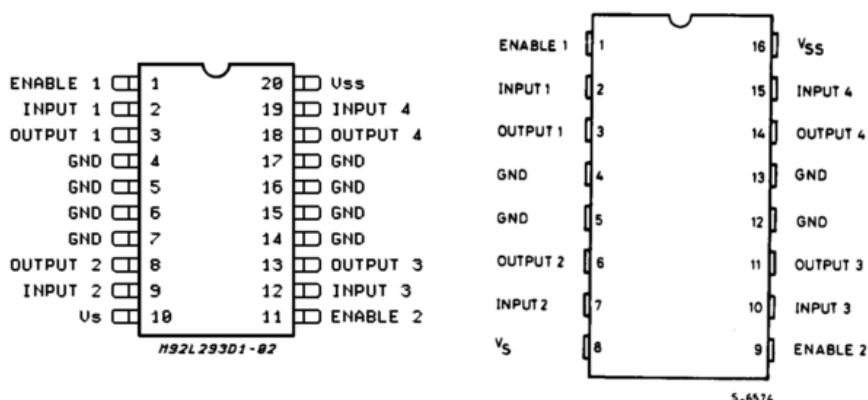 ENABLE 1 1 20 Vss
INPUT 1 2 19 INPUT 4
OUTPUT 1 3 18 OUTPUT 4
GND 4 17 GND
GND 5 16 GND
GND 6 15 GND
GND 7 14 GND
OUTPUT 2 8 13 OUTPUT 3
INPUT 2 9 12 INPUT 3
Vs 10 11 ENABLE 2
M92L293D1-02
ENABLE 1 1 16 VSS
INPUT 1 2 15 INPUT 4
OUTPUT 1 3 14 OUTPUT 4
GND 4 13 GND
GND 5 12 GND
OUTPUT 2 6 11 OUTPUT 3
INPUT 2 7 10 INPUT 3
VS 8 9 ENABLE 2
S-6574